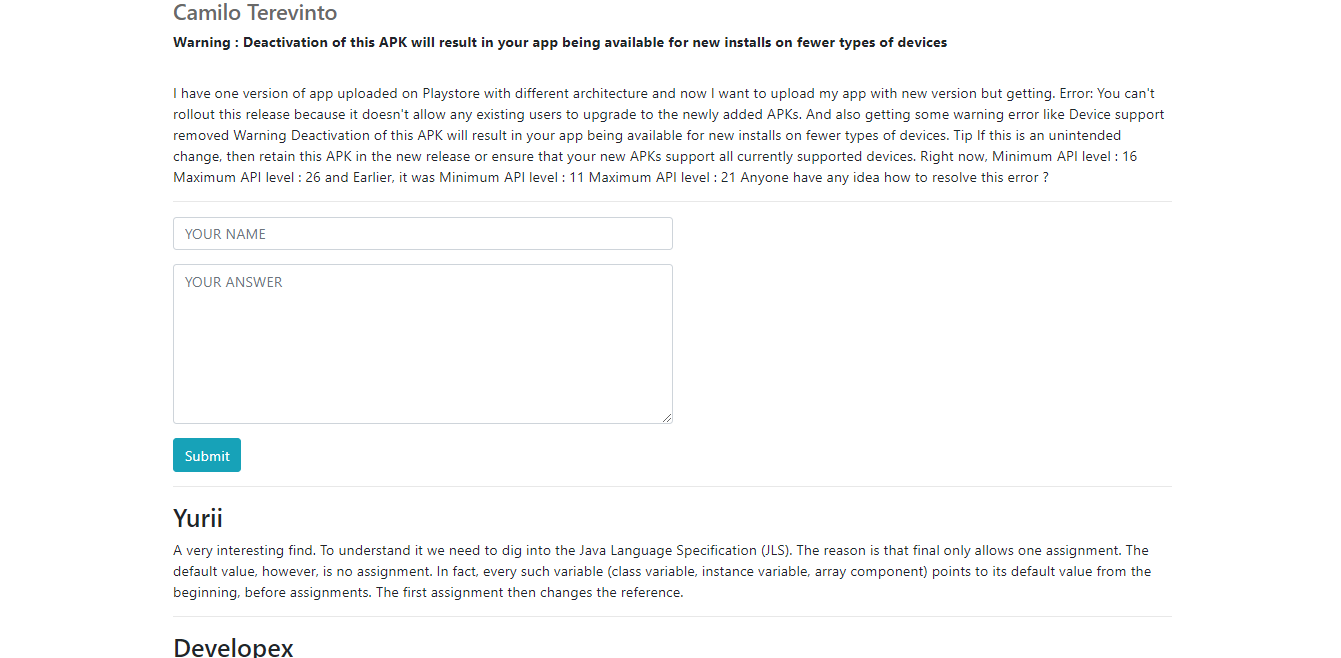 Camilo Terevinto
Warning : Deactivation of this APK will result in your app being available for new installs on fewer types of devices
I have one version of app uploaded on Playstore with different architecture and now I want to upload my app with new version but getting. Error: You can't
rollout this release because it doesn't allow any existing users to upgrade to the newly added APKs. And also getting some warning error like Device support
removed Warning Deactivation of this APK will result in your app being available for new installs on fewer types of devices. Tip If this is an unintended
change, then retain this APK in the new release or ensure that your new APKs support all currently supported devices. Right now, Minimum API level : 16
Maximum API level : 26 and Earlier, it was Minimum API level : 11 Maximum API level : 21 Anyone have any idea how to resolve this error ?
YOUR NAME
YOUR ANSWER
Submit
Yurii
A very interesting find. To understand it we need to dig into the Java Language Specification (JLS). The reason is that final only allows one assignment. The
default value, however, is no assignment. In fact, every such variable (class variable, instance variable, array component) points to its default value from the
beginning, before assignments. The first assignment then changes the reference.
Developex